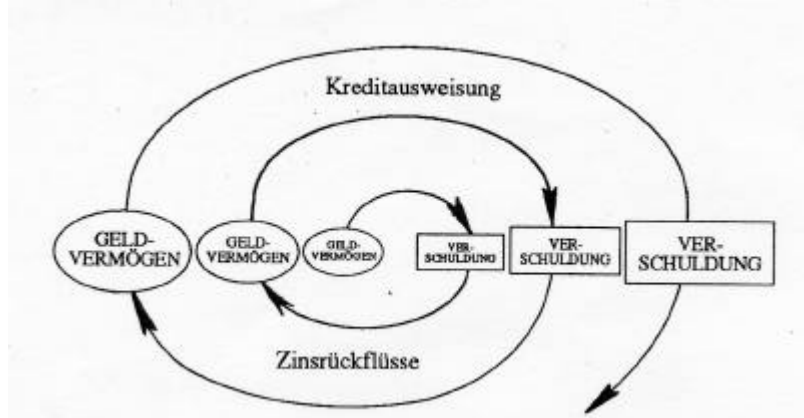 Kreditausweisung
GELD-
VERMÖGEN
GELD-
VERMÖGEN
GELD-
VERMÖGEN
VER-
SCHULDUNG
VER-
SCHULDUNG
VER-
SCHULDUNG
Zinsrückflüsse